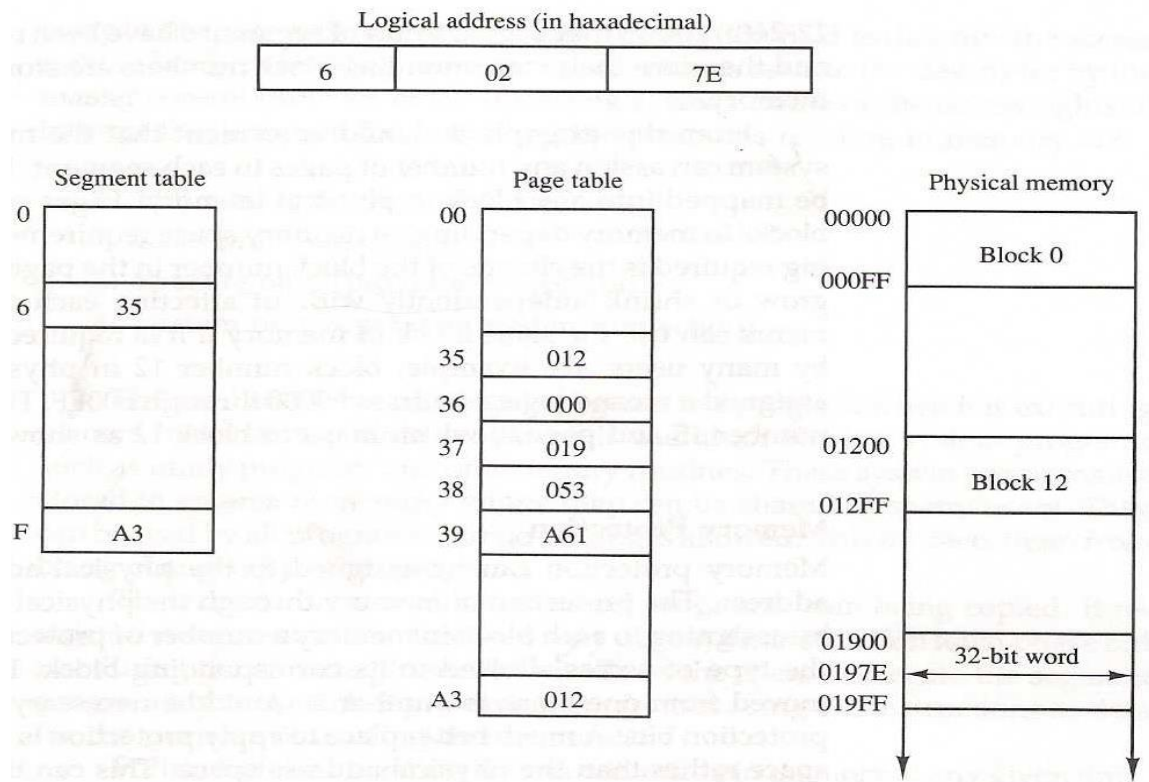 Logical address (in haxadecimal)
6 02 7E
Segment table
0
6 35
F A3
Page table
00
35 012
36 000
37 019
38 053
39 A61
A3 012
Physical memory
00000
Block 0
000FF
01200
Block 12
012FF
01900
32-bit word
0197E
019FF